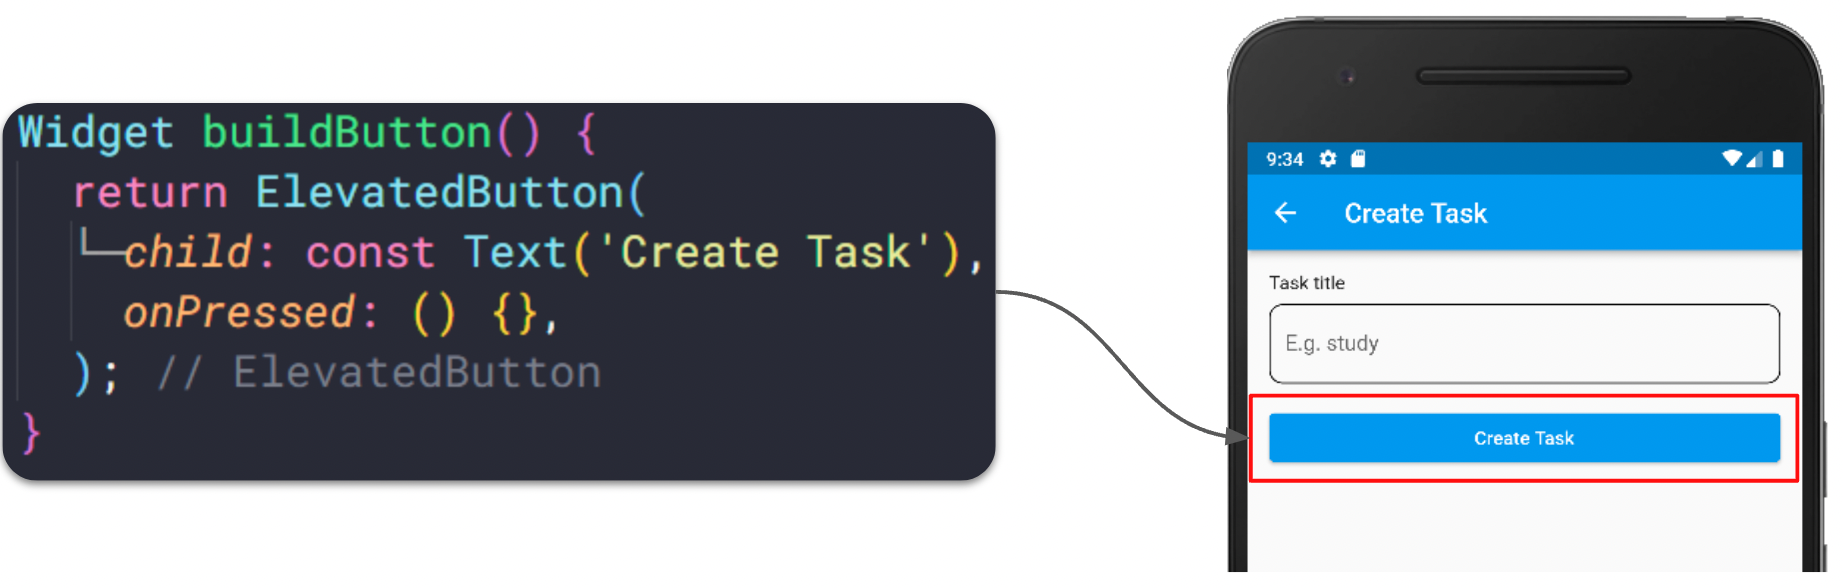 Widget buildButton() {
return ElevatedButton(
child: const Text('Create Task'),
onPressed: () {},
); // ElevatedButton
}
9:34
Create Task
Task title
E.g. study
Create Task